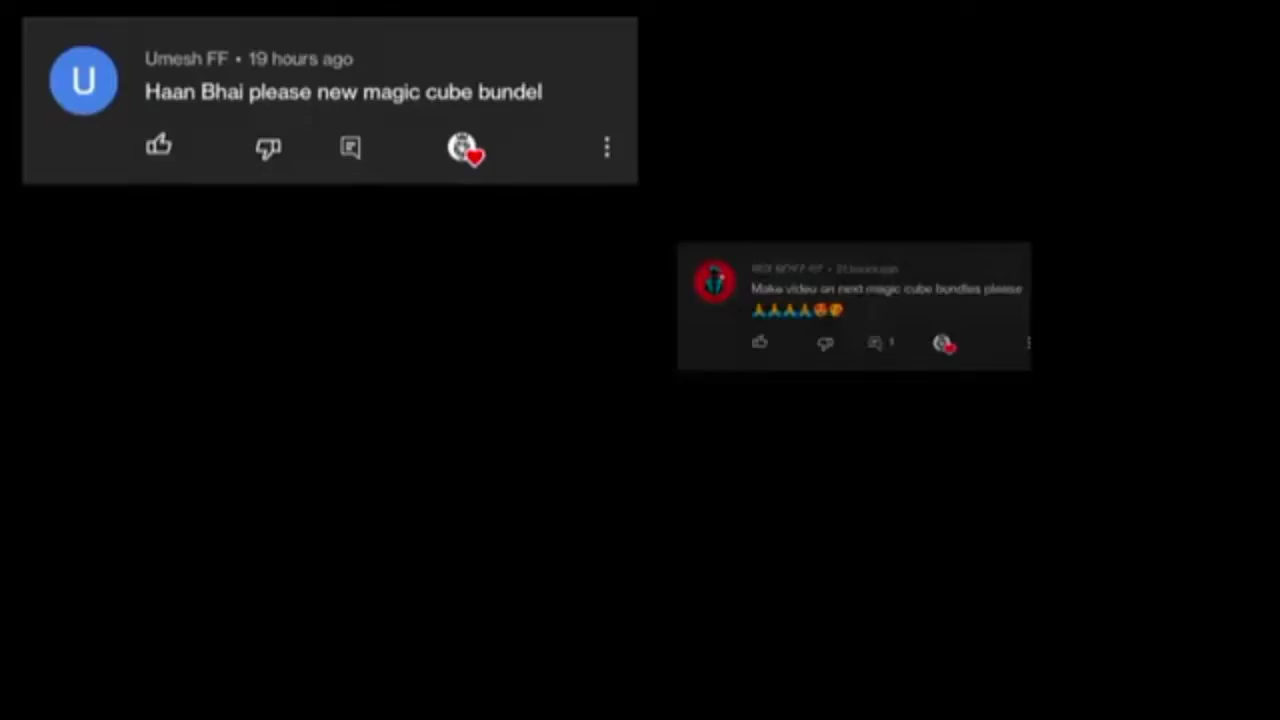 Umesh FF • 19 hours ago
Haan Bhai please new magic cube bundel
Make video on next magic cube bundles please
🙏🙏🙏🙏
1